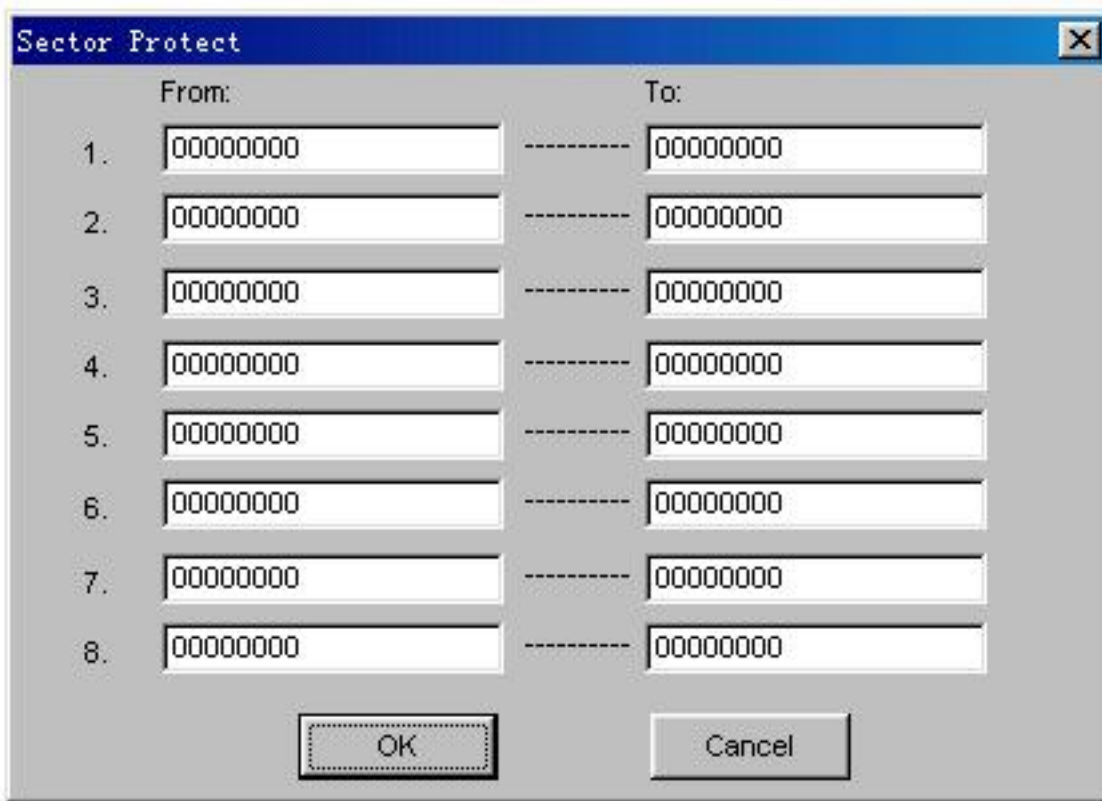 Sector Protect
From: To:
1. 00000000 ---------- 00000000
2. 00000000 ---------- 00000000
3. 00000000 ---------- 00000000
4. 00000000 ---------- 00000000
5. 00000000 ---------- 00000000
6. 00000000 ---------- 00000000
7. 00000000 ---------- 00000000
8. 00000000 ---------- 00000000
OK Cancel